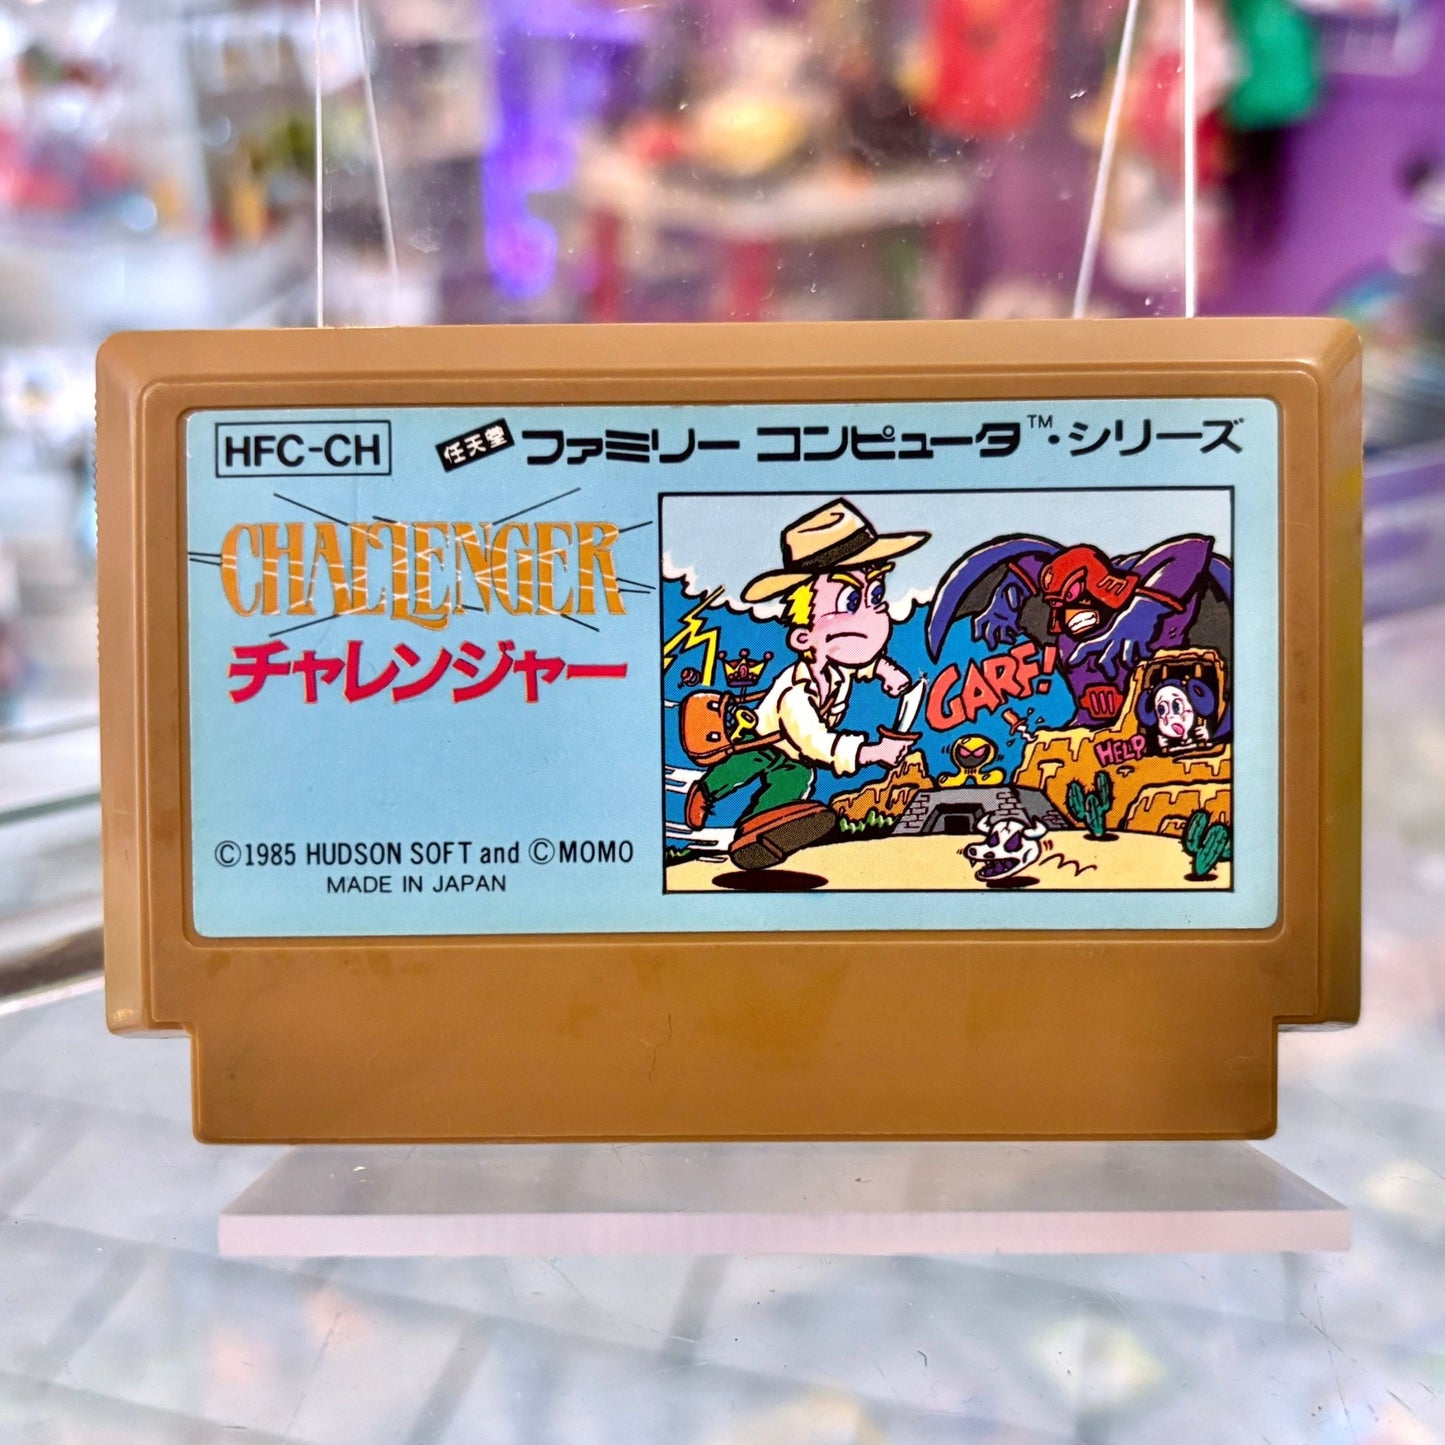 HFC-CH
任天堂 ファミリー コンピュータ™・シリーズ
CHALLENGER
チャレンジャー
GARF!
HELP
©1985 HUDSON SOFT and ©MOMO
MADE IN JAPAN